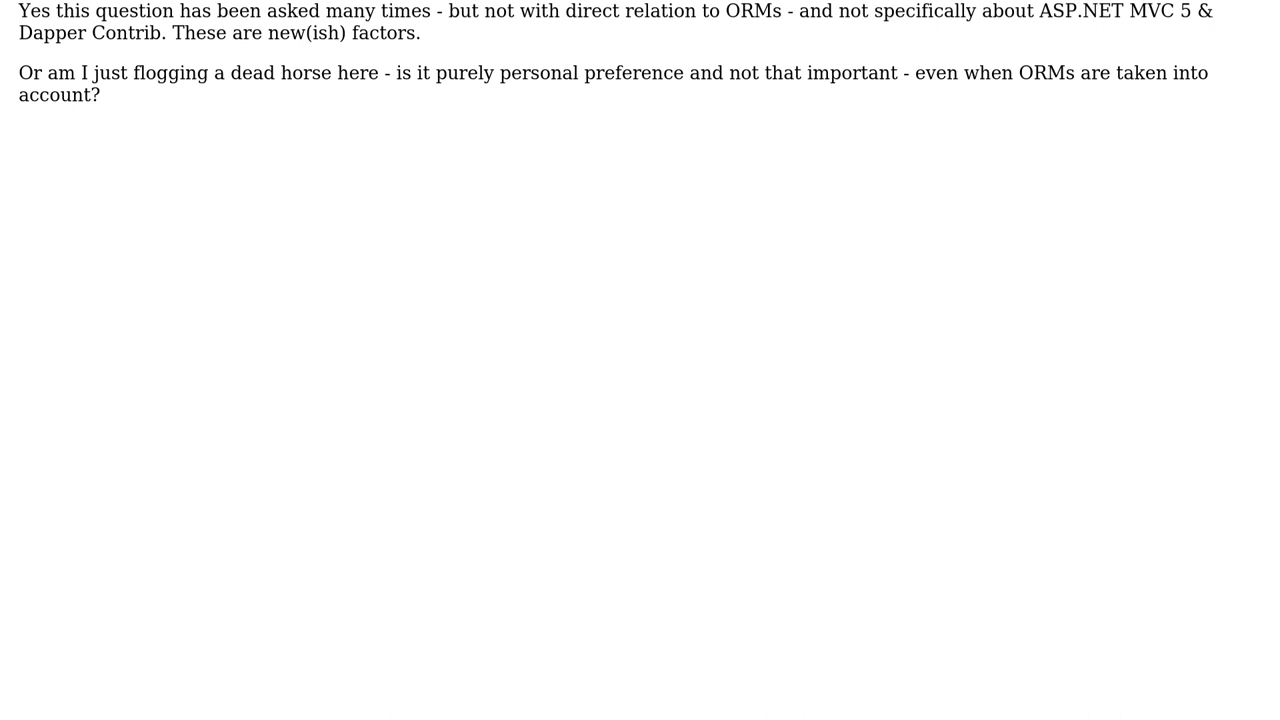 Yes this question has been asked many times - but not with direct relation to ORMs - and not specifically about ASP.NET MVC 5 &
Dapper Contrib. These are new(ish) factors.
Or am I just flogging a dead horse here - is it purely personal preference and not that important - even when ORMs are taken into
account?